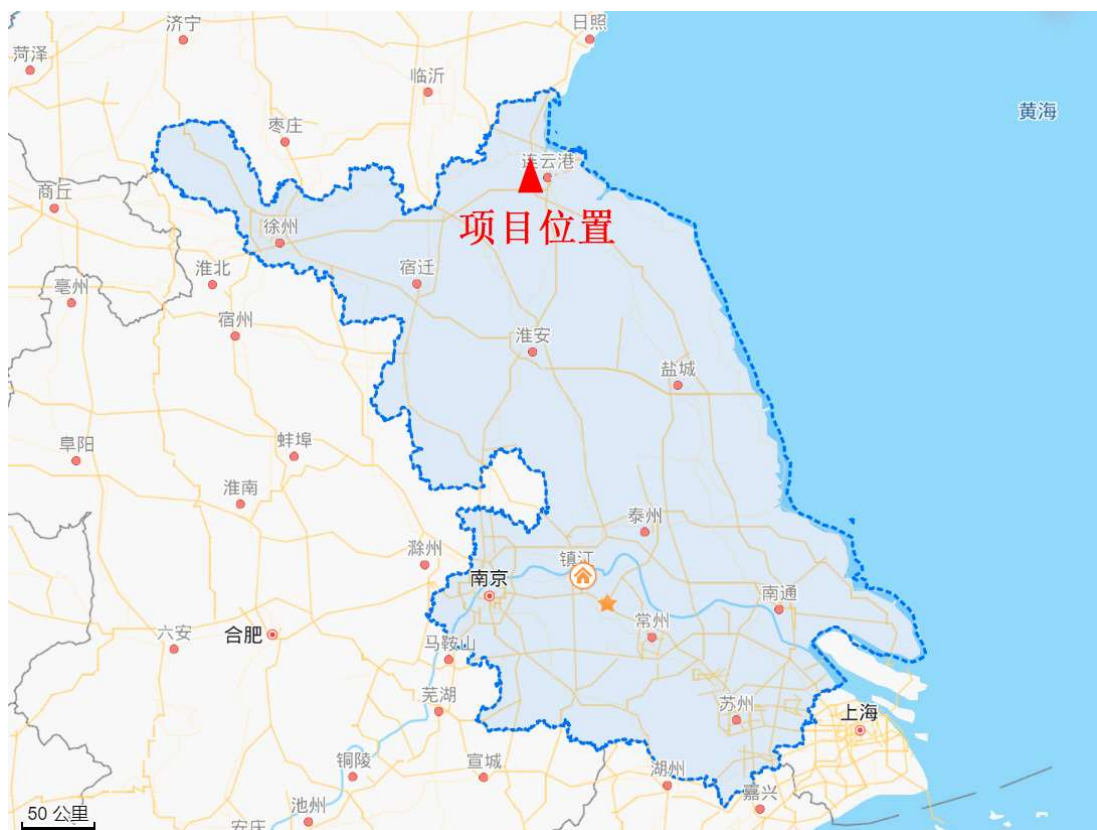 济宁
日照
菏泽
临沂
黄海
枣庄
连云港
商丘
项目位置
徐州
淮北
宿迁
亳州
宿州
淮安
盐城
阜阳
蚌埠
淮南
泰州
滁州
镇江
南京
南通
六安
合肥
常州
马鞍山
芜湖
苏州
上海
铜陵
宣城
湖州
池州
嘉兴
50 公里
安庆